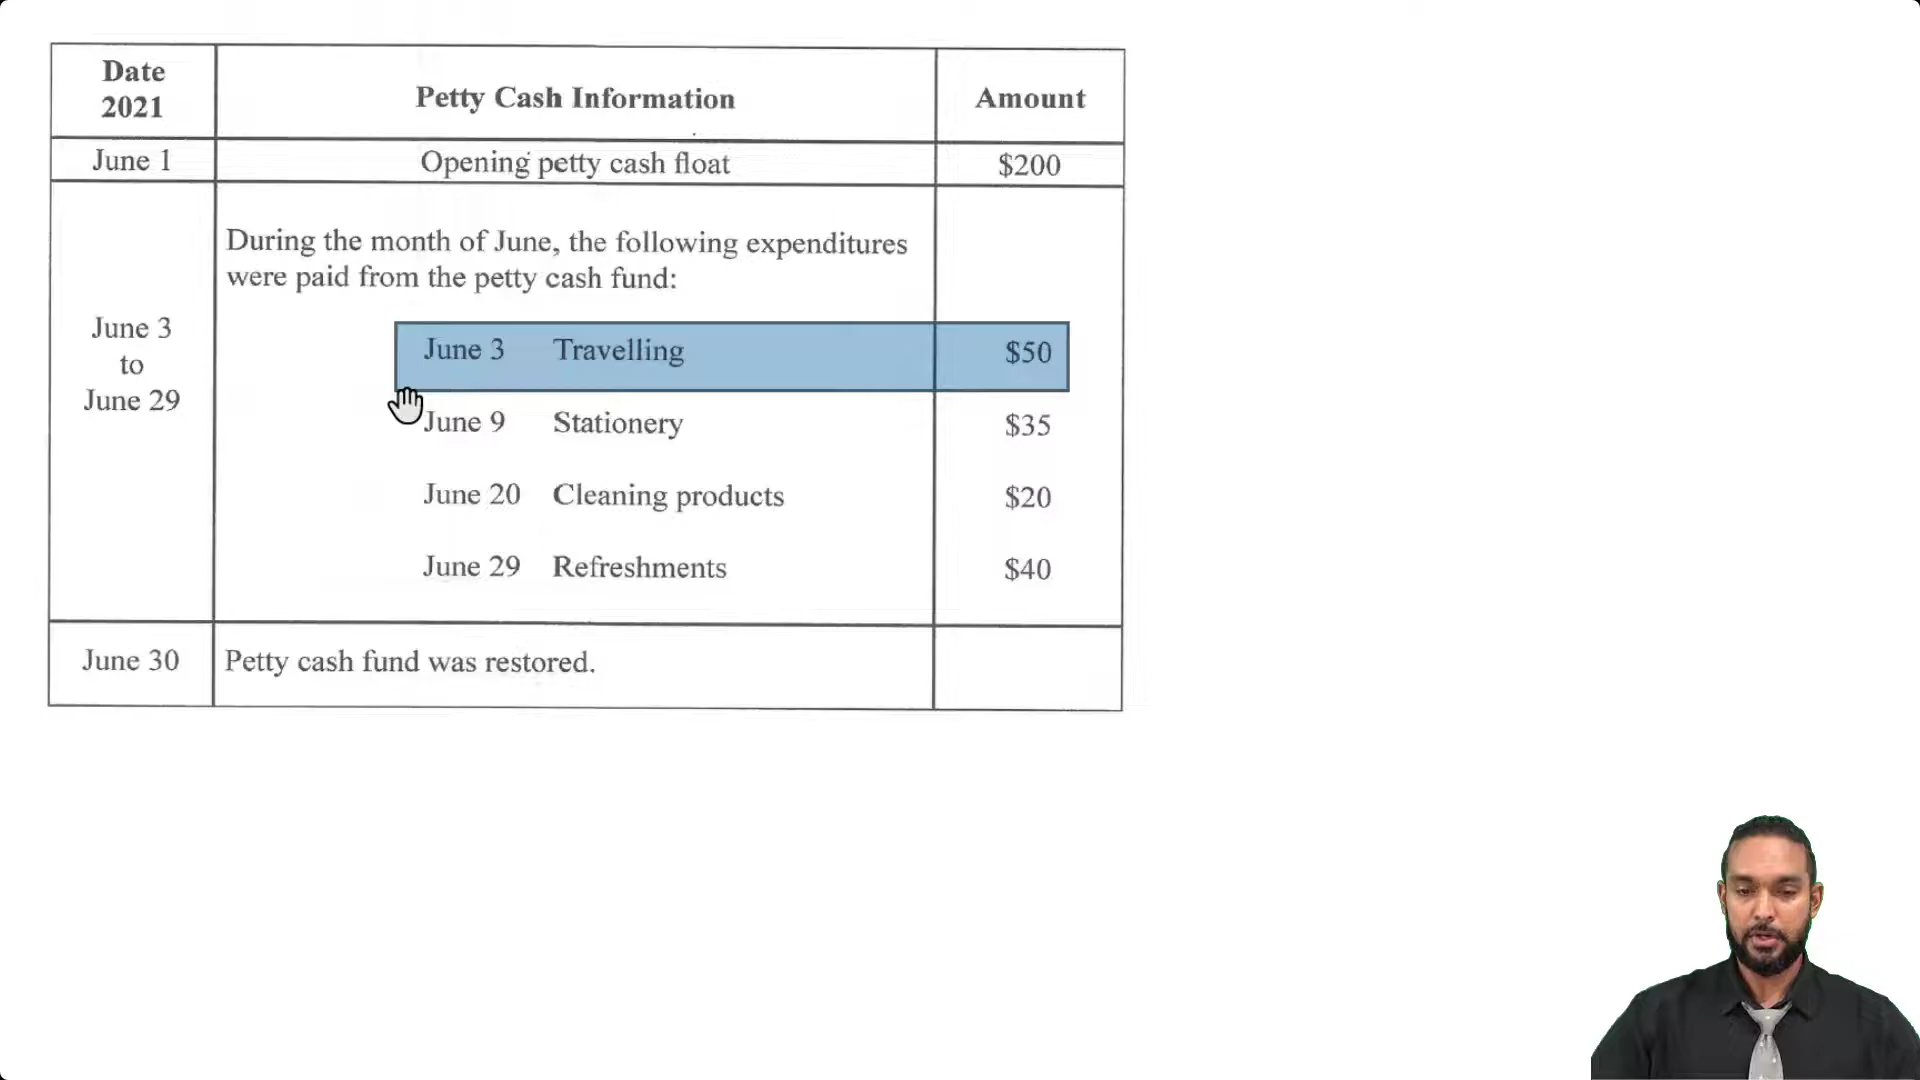 Date
2021
Petty Cash Information
Amount
June 1
Opening petty cash float
$200
June 3
to
June 29
During the month of June, the following expenditures
were paid from the petty cash fund:
June 3 Travelling $50
June 9 Stationery $35
June 20 Cleaning products $20
June 29 Refreshments $40
June 30
Petty cash fund was restored.